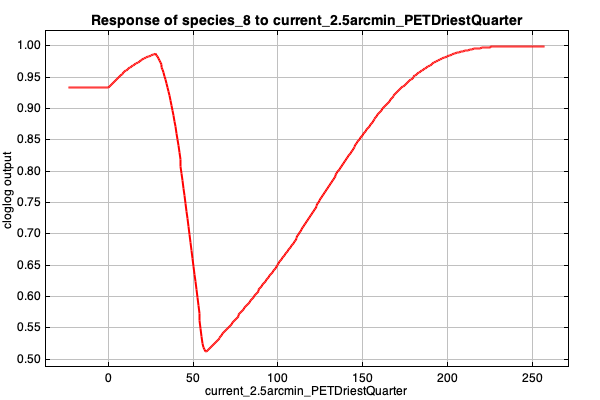 Response of species_8 to current_2.5arcmin_PETDriestQuarter
1.00
0.95
0.90
0.85
0.80
0.75
0.70
0.65
0.60
0.55
0.50
cloglog output
0 50 100 150 200 250
current_2.5arcmin_PETDriestQuarter